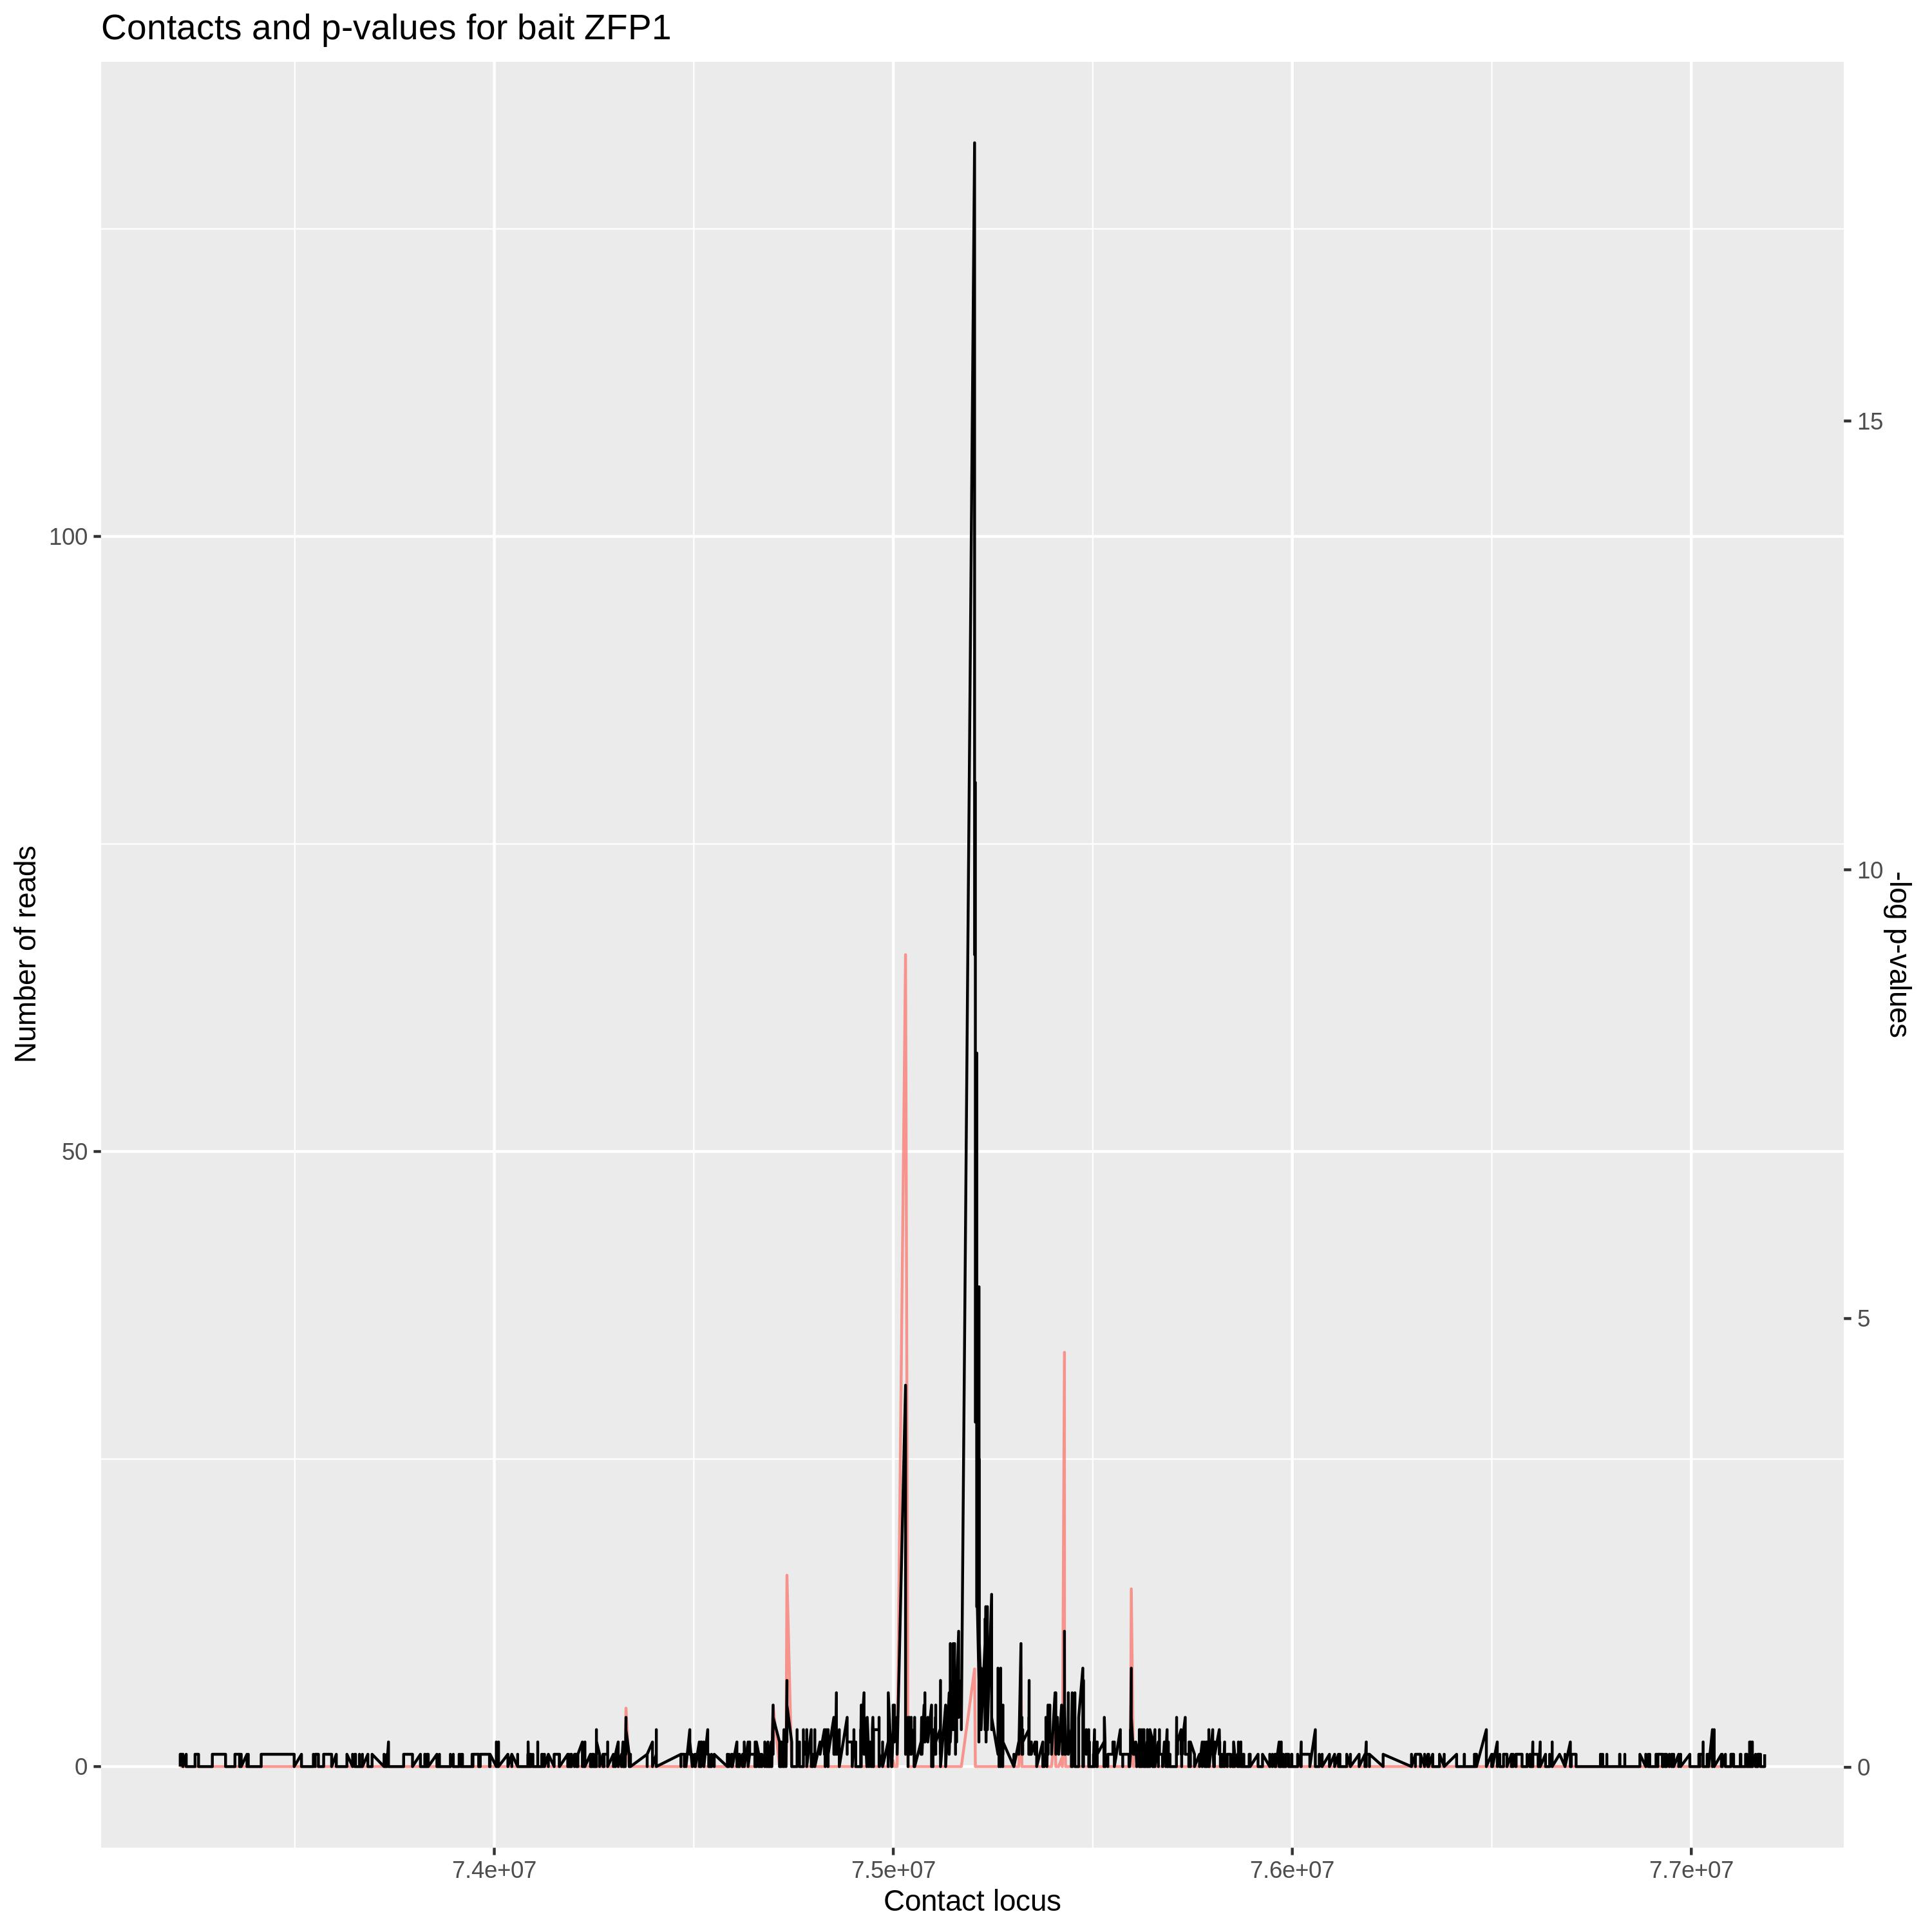 Contacts and p-values for bait ZFP1
100
50
0
15
10
5
0
Number of reads
-log p-values
7.4e+07
7.5e+07
7.6e+07
7.7e+07
Contact locus